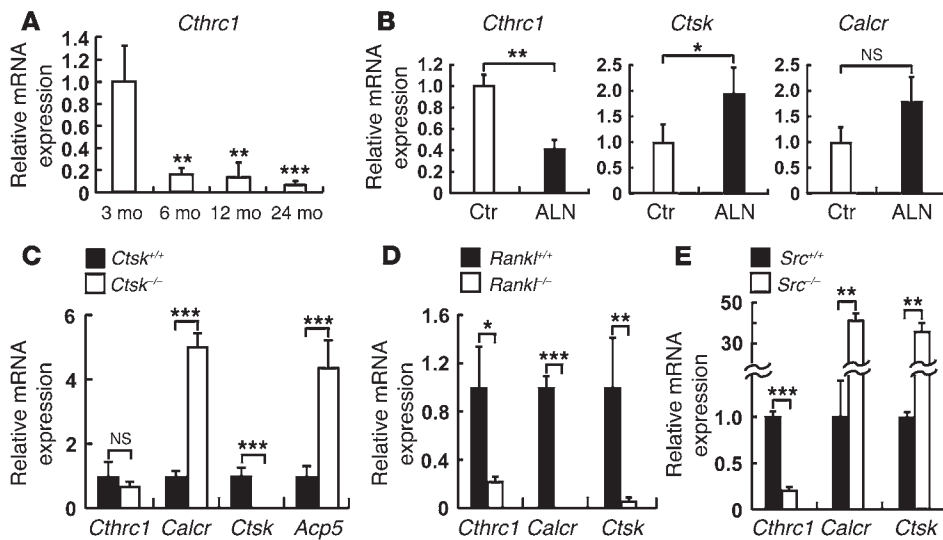 A
Cthrc1
Relative mRNA
expression
1.4
1.2
1.0
0.8
0.6
0.4
0.2
0
**
**
***
3 mo
6 mo
12 mo
24 mo
B
Cthrc1
Relative mRNA
expression
1.2
1.0
0.8
0.6
0.4
0.2
0
**
Ctr
ALN
Ctsk
2.5
2.0
1.5
1.0
0.5
0
*
Ctr
ALN
Calcr
2.5
2.0
1.5
1.0
0.5
0
NS
Ctr
ALN
C
Ctsk+/+
Ctsk–/–
Relative mRNA
expression
6
4
2
0
NS
***
***
***
Cthrc1
Calcr
Ctsk
Acp5
D
Rankl+/+
Rankl–/–
Relative mRNA
expression
1.6
1.2
0.8
0.4
0
*
***
**
Cthrc1
Calcr
Ctsk
E
Src+/+
Src–/–
Relative mRNA
expression
50
30
1.0
0.5
0
***
**
**
Cthrc1
Calcr
Ctsk